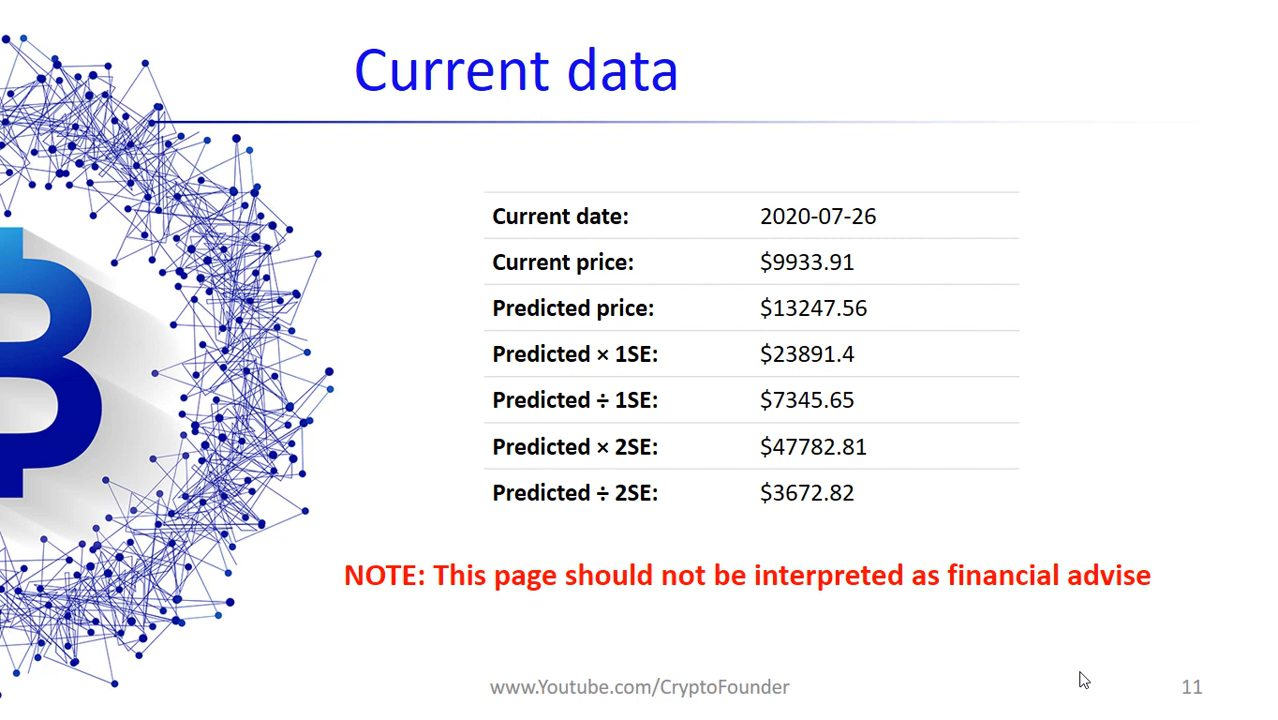 Current data
Current date: 2020-07-26
Current price: $9933.91
Predicted price: $13247.56
Predicted × 1SE: $23891.4
Predicted ÷ 1SE: $7345.65
Predicted × 2SE: $47782.81
Predicted ÷ 2SE: $3672.82
NOTE: This page should not be interpreted as financial advise
www.Youtube.com/CryptoFounder 11